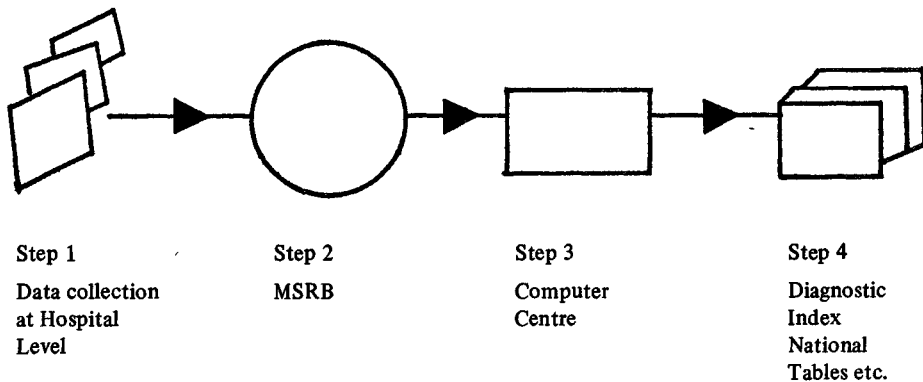 Step 1
Data collection
at Hospital
Level
Step 2
MSRB
Step 3
Computer
Centre
Step 4
Diagnostic
Index
National
Tables etc.